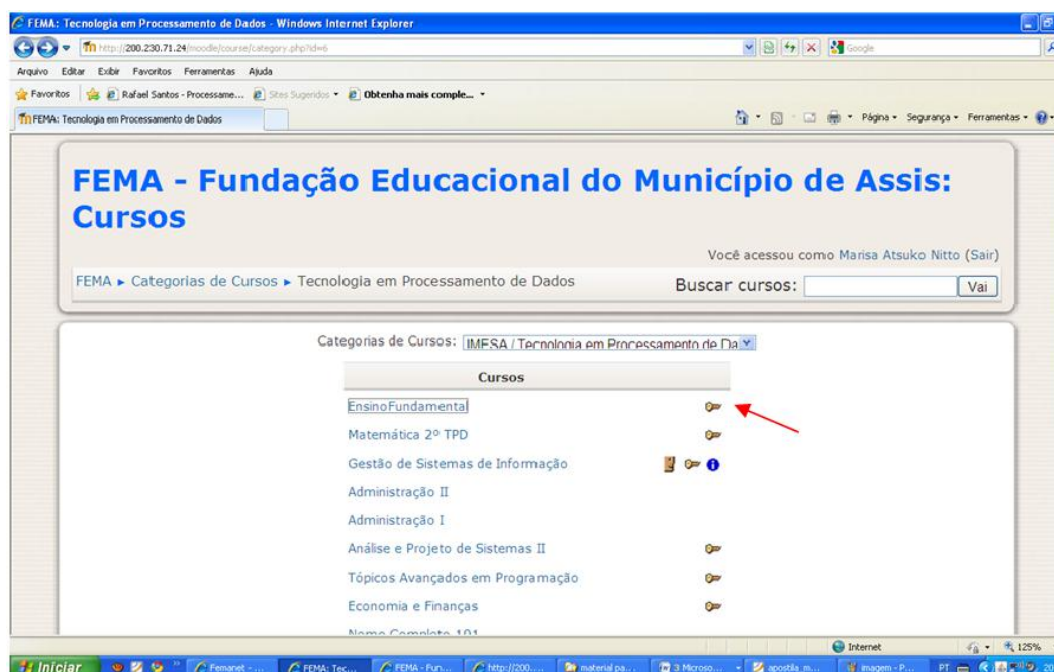 FEMA: Tecnologia em Processamento de Dados - Windows Internet Explorer
http://200.230.71.24/moodle/course/category.php?id=6
Google
Arquivo Editar Exibir Favoritos Ferramentas Ajuda
Favoritos Rafael Santos - Processame... Sites Sugeridos Obtenha mais comple...
FEMA: Tecnologia em Processamento de Dados Página Segurança Ferramentas
FEMA - Fundação Educacional do Município de Assis:
Cursos
Você acessou como Marisa Atsuko Nitto (Sair)
FEMA ► Categorias de Cursos ► Tecnologia em Processamento de Dados Buscar cursos: Vai
Categorias de Cursos: IMESA / Tecnologia em Processamento de Da
Cursos
EnsinoFundamental
Matemática 2º TPD
Gestão de Sistemas de Informação
Administração II
Administração I
Análise e Projeto de Sistemas II
Tópicos Avançados em Programação
Economia e Finanças
Nome Completo 101
Internet 125%
Iniciar Femanet - ... FEMA: Tec... FEMA - Fun... http://200.... material pa... 3 Microso... apostila_m... imagem - P... PT 20